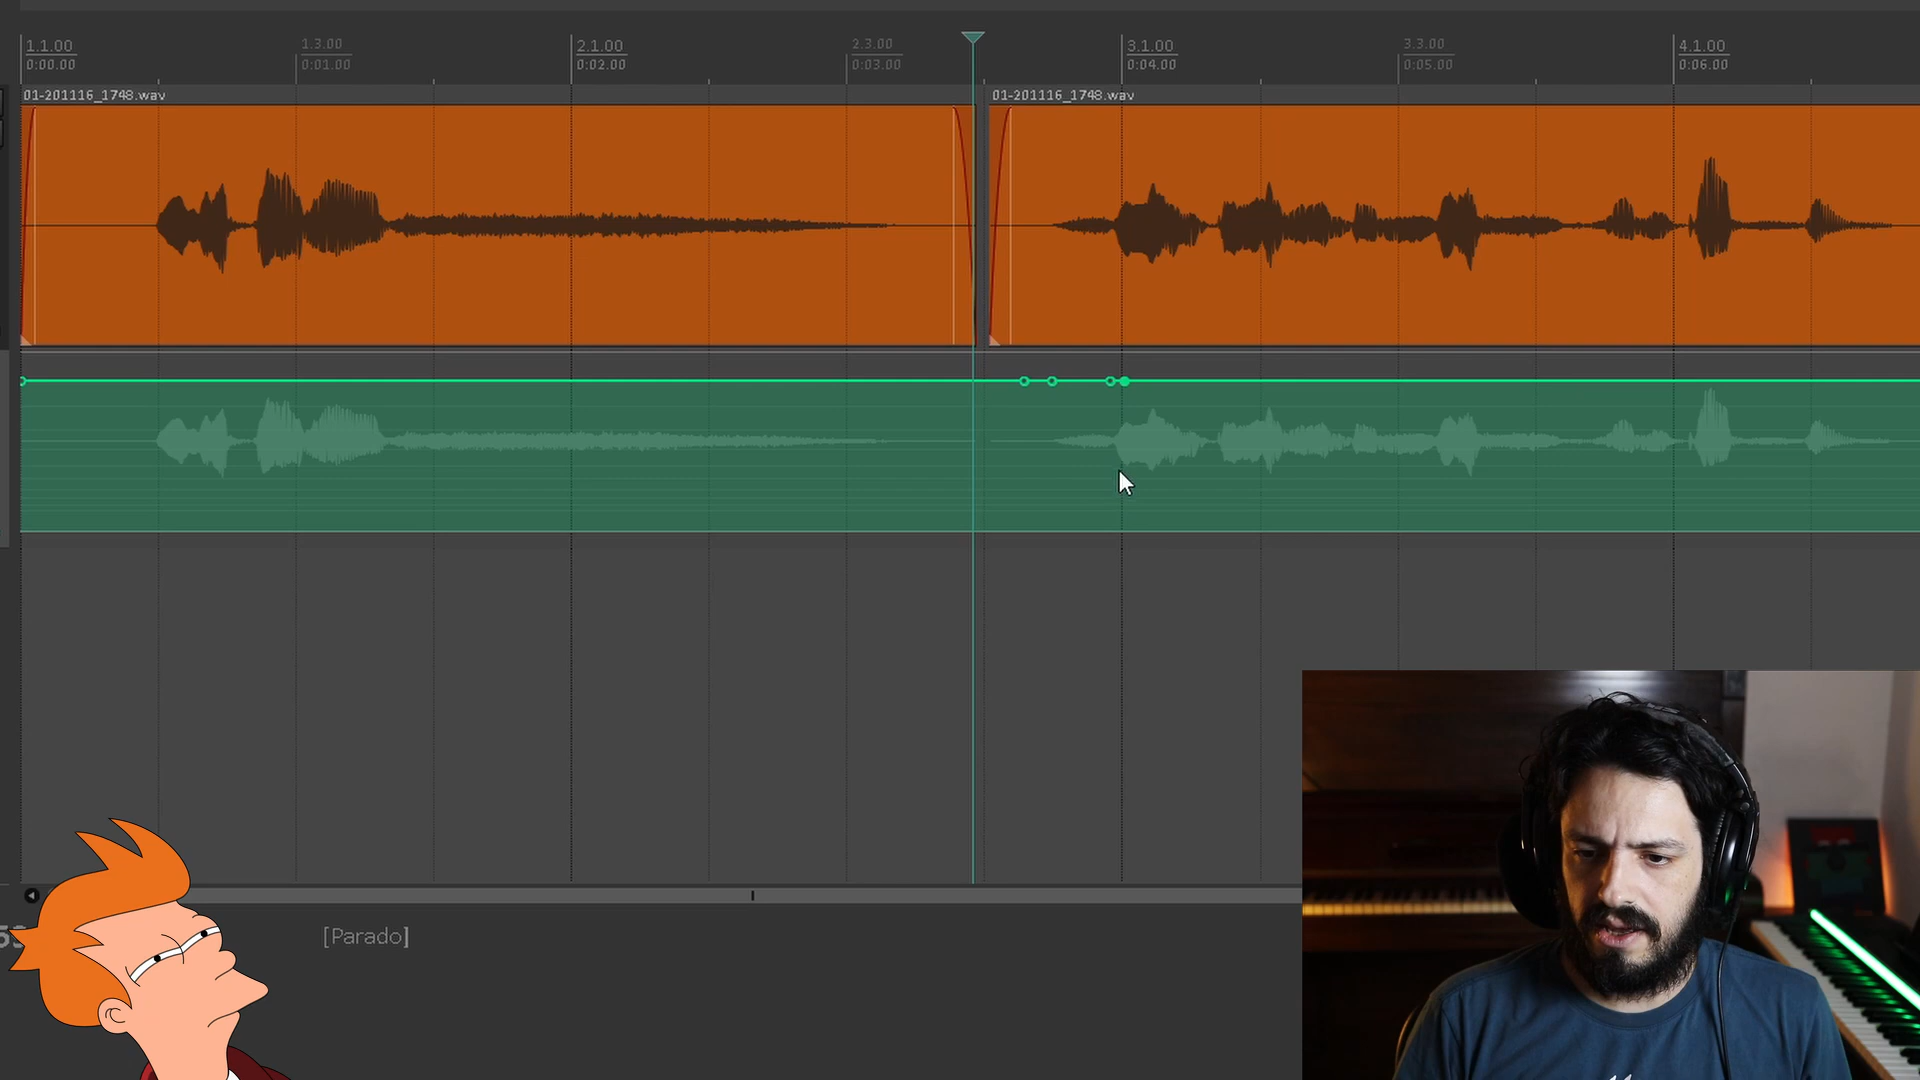 1.1.00 1.3.00 2.1.00 2.3.00 3.1.00 3.3.00 4.1.00
0:00.00 0:01.00 0:02.00 0:03.00 0:04.00 0:05.00 0:06.00
01-201116_1748.wav 01-201116_1748.wav
[Parado]